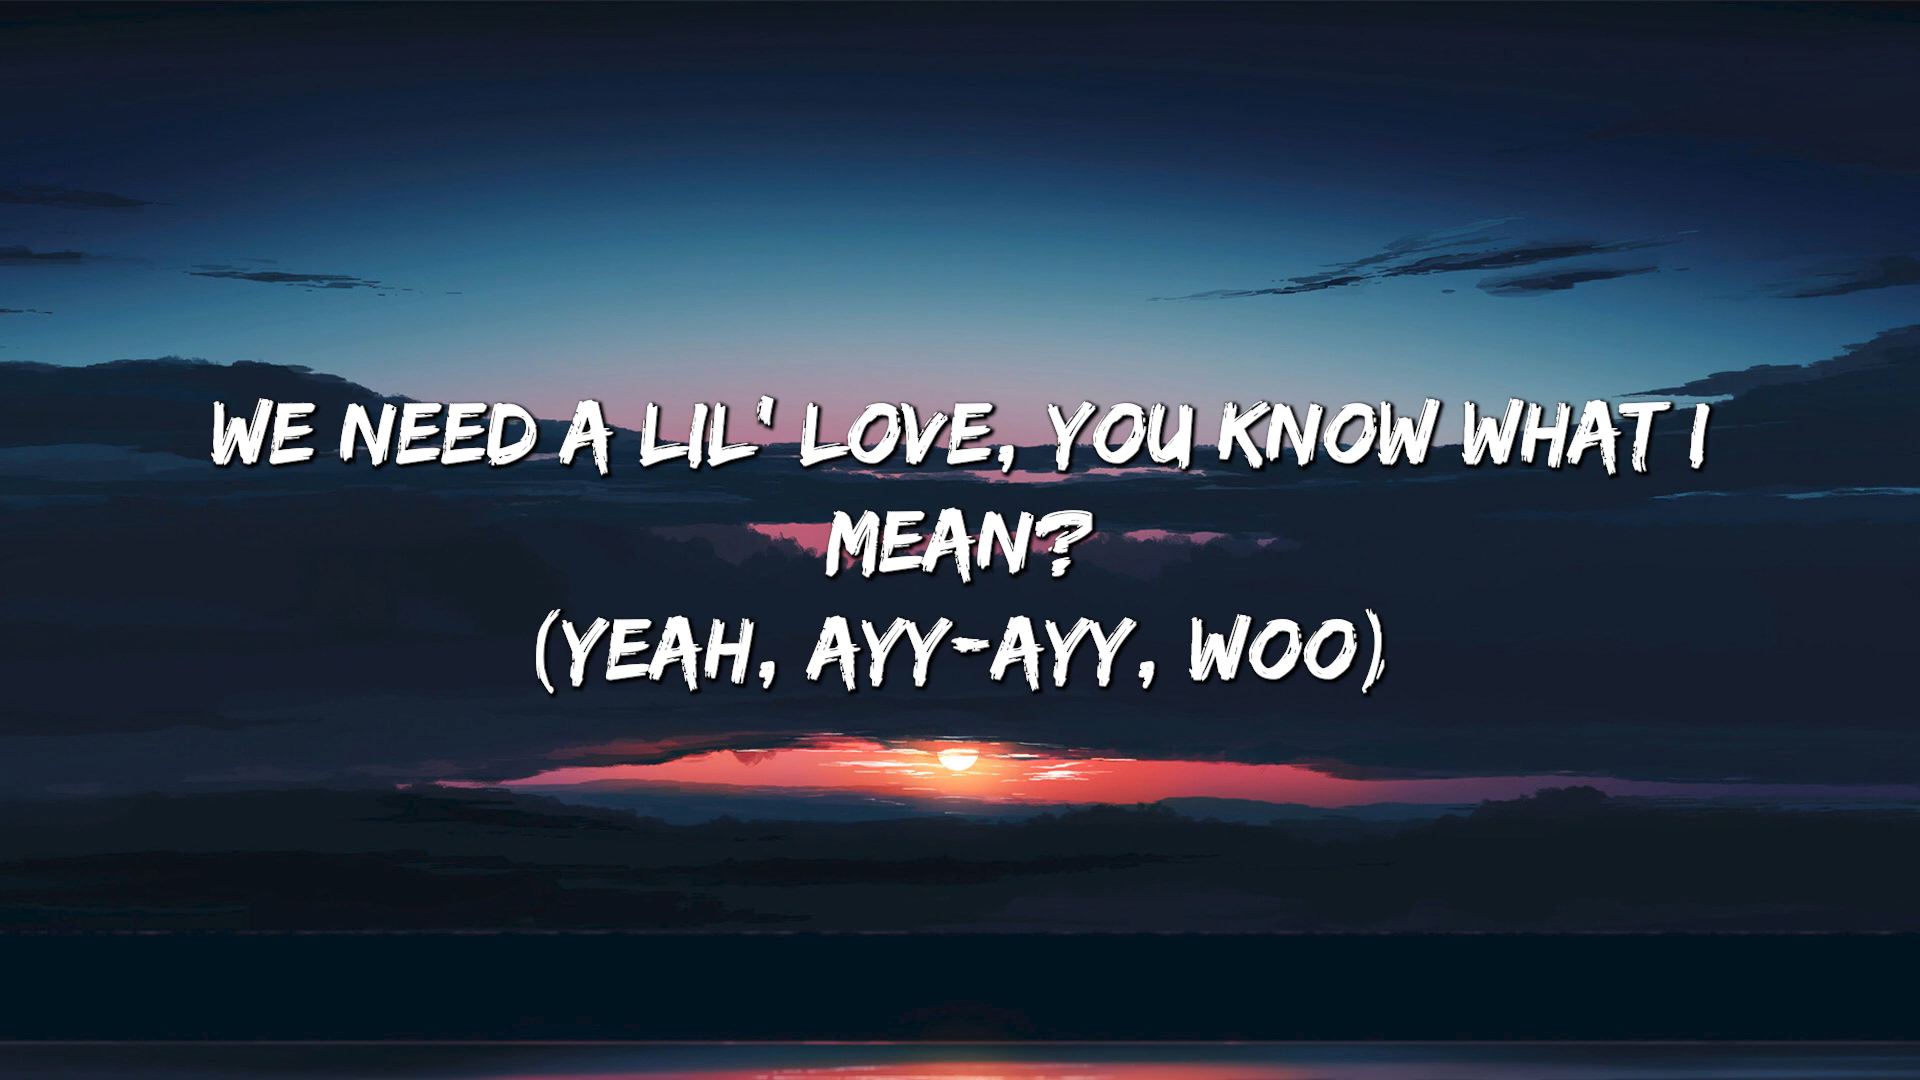 WE NEED A LIL' LOVE, YOU KNOW WHAT I
MEAN?
(YEAH, AYY-AYY, WOO)